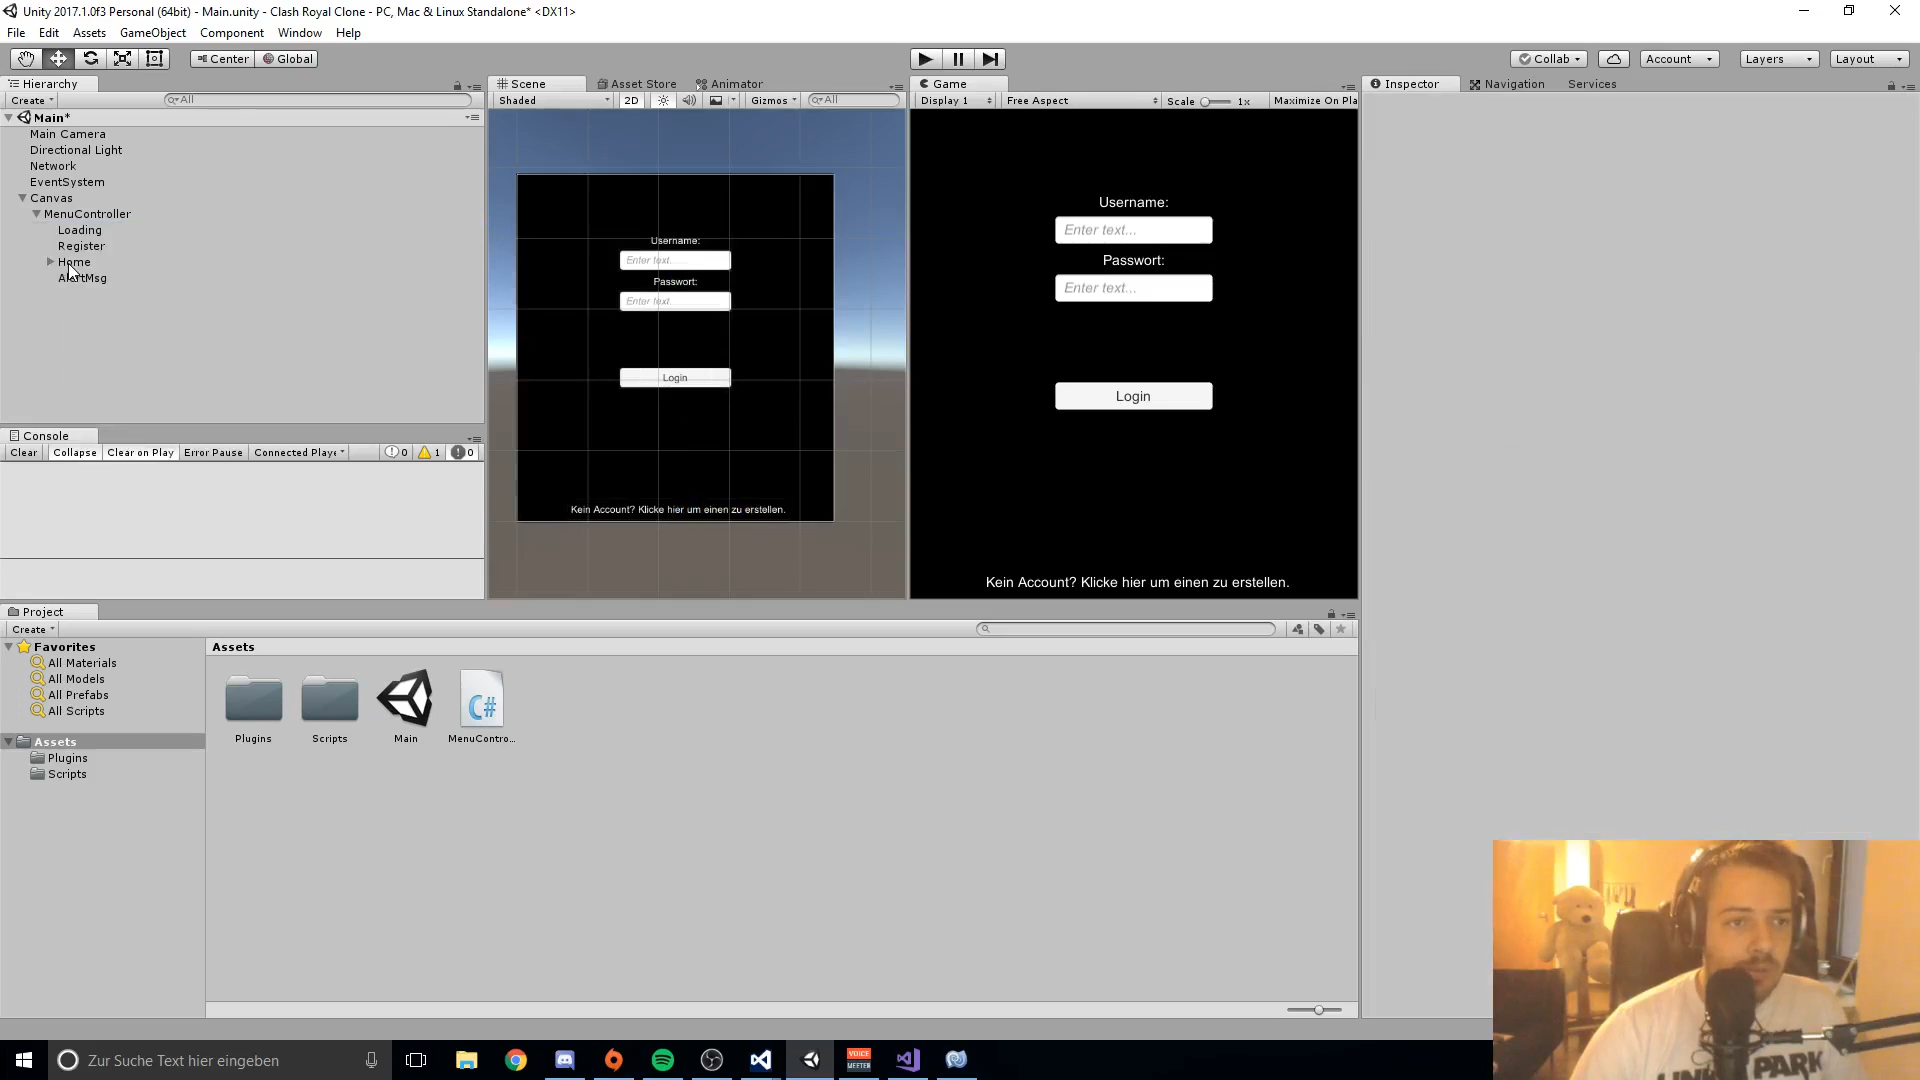 Unity 2017.1.0f3 Personal (64bit) - Main.unity - Clash Royal Clone - PC, Mac & Linux Standalone* <DX11>
File Edit Assets GameObject Component Window Help
Center Global Collab Account Layers Layout
Hierarchy
Create All
Main*
Main Camera
Directional Light
Network
EventSystem
Canvas
MenuController
Loading
Register
Home
AlertMsg
Scene Asset Store Animator
Shaded 2D Gizmos All
Username:
Enter text...
Passwort:
Enter text...
Login
Kein Account? Klicke hier um einen zu erstellen.
Game
Display 1 Free Aspect Scale 1x Maximize On Pla
Username:
Enter text...
Passwort:
Enter text...
Login
Kein Account? Klicke hier um einen zu erstellen.
Inspector Navigation Services
Console
Clear Collapse Clear on Play Error Pause Connected Playe 0 1 0
Project
Create
Favorites
All Materials
All Models
All Prefabs
All Scripts
Assets
Plugins
Scripts
Assets
C#
Plugins Scripts Main MenuContro...
Zur Suche Text hier eingeben
VOICE
MEETER
PARK